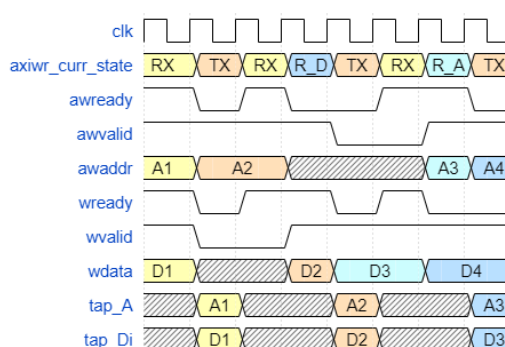 clk
axiwr_curr_state RX TX RX R_D TX RX R_A TX
awready
awvalid
awaddr A1 A2 A3 A4
wready
wvalid
wdata D1 D2 D3 D4
tap_A A1 A2 A3
tap_Di D1 D2 D3